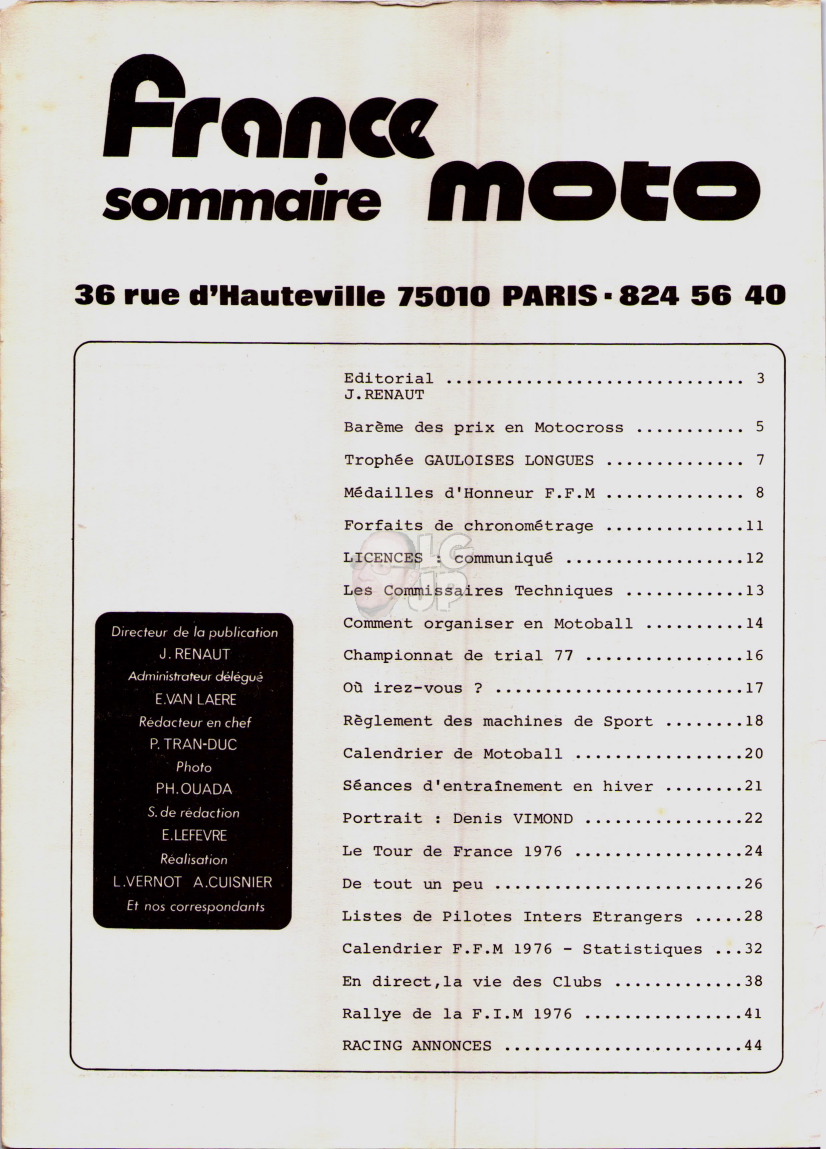 France
sommaire moto
36 rue d'Hauteville 75010 PARIS · 824 56 40
Editorial .............................. 3
J.RENAUT
Barème des prix en Motocross ........... 5
Trophée GAULOISES LONGUES .............. 7
Médailles d'Honneur F.F.M .............. 8
Forfaits de chronométrage ..............11
LICENCES : communiqué ..................12
Les Commissaires Techniques ............13
Comment organiser en Motoball ..........14
Championnat de trial 77 ................16
Où irez-vous ? .........................17
Règlement des machines de Sport ........18
Calendrier de Motoball .................20
Séances d'entraînement en hiver ........21
Portrait : Denis VIMOND ................22
Le Tour de France 1976 .................24
De tout un peu .........................26
Listes de Pilotes Inters Etrangers .....28
Calendrier F.F.M 1976 - Statistiques ...32
En direct,la vie des Clubs .............38
Rallye de la F.I.M 1976 ................41
RACING ANNONCES ........................44
Directeur de la publication
J. RENAUT
Administrateur délégué
E.VAN LAERE
Rédacteur en chef
P. TRAN-DUC
Photo
PH.OUADA
S. de rédaction
E.LEFEVRE
Réalisation
L.VERNOT A.CUISNIER
Et nos correspondants
LG
UP